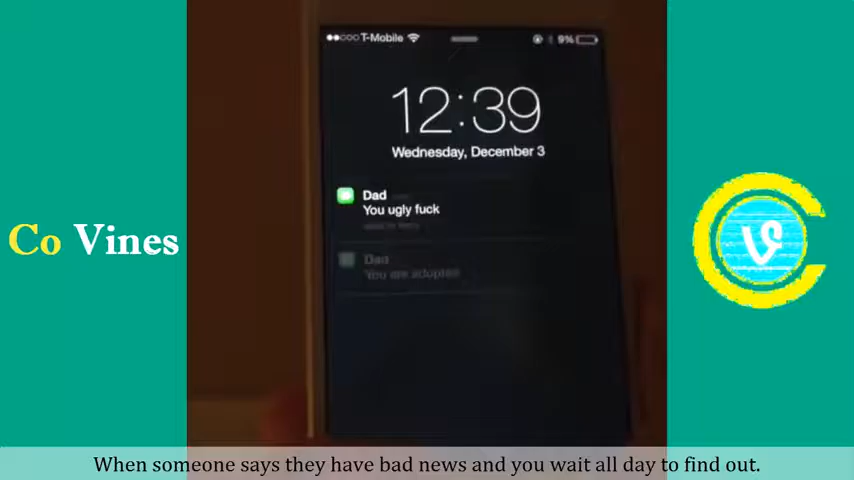 T-Mobile 9%
12:39
Wednesday, December 3
Dad
You ugly fuck
Dad
You are adopted
Co Vines
When someone says they have bad news and you wait all day to find out.